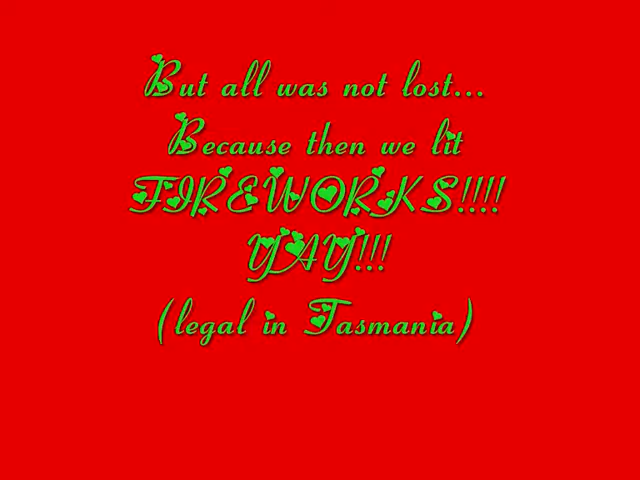 But all was not lost...
Because then we lit
FIREWORKS!!!!
YAY!!!
(legal in Tasmania)